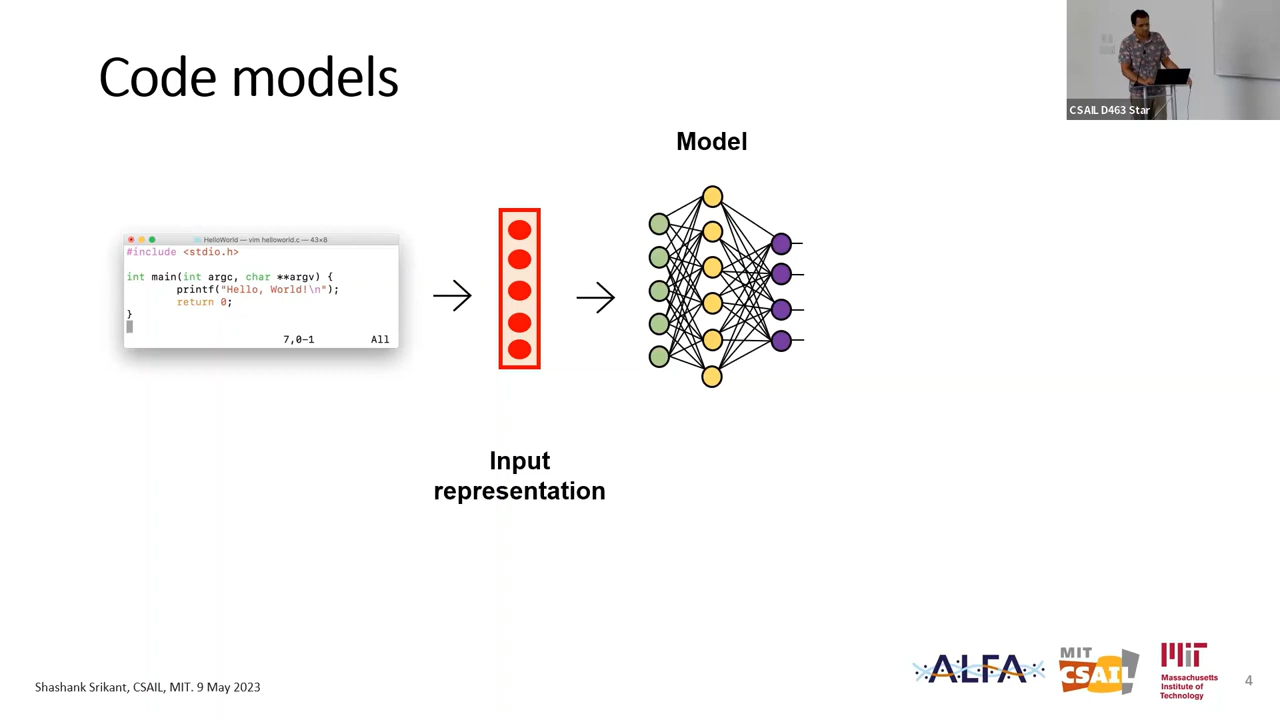 Code models
CSAIL D463 Star
Model
HelloWorld — vim helloworld.c — 43×8
#include <stdio.h>
int main(int argc, char **argv) {
printf("Hello, World!\n");
return 0;
}
7,0-1 All
Input
representation
Shashank Srikant, CSAIL, MIT. 9 May 2023
ALFA
MIT
CSAIL
MIT
Massachusetts
Institute of
Technology
4